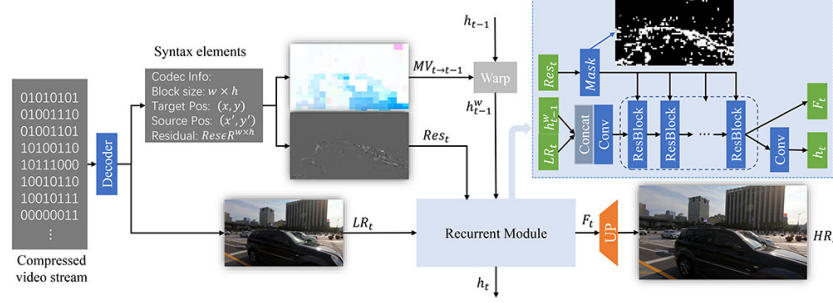 01010101
01001110
01001101
10100110
10111000
10010110
10010111
00000011
⋮
Compressed
video stream
Decoder
Syntax elements
Codec Info:
Block size: w × h
Target Pos: (x, y)
Source Pos: (x′, y′)
Residual: ResϵR^{w×h}
MV_{t→t−1}
Res_t
LR_t
h_{t−1}
Warp
h^w_{t−1}
Recurrent Module
h_t
F_t
UP
Res_t
Mask
h^w_{t−1}
LR_t
Concat
Conv
ResBlock
ResBlock
⋯
ResBlock
Conv
F_t
h_t